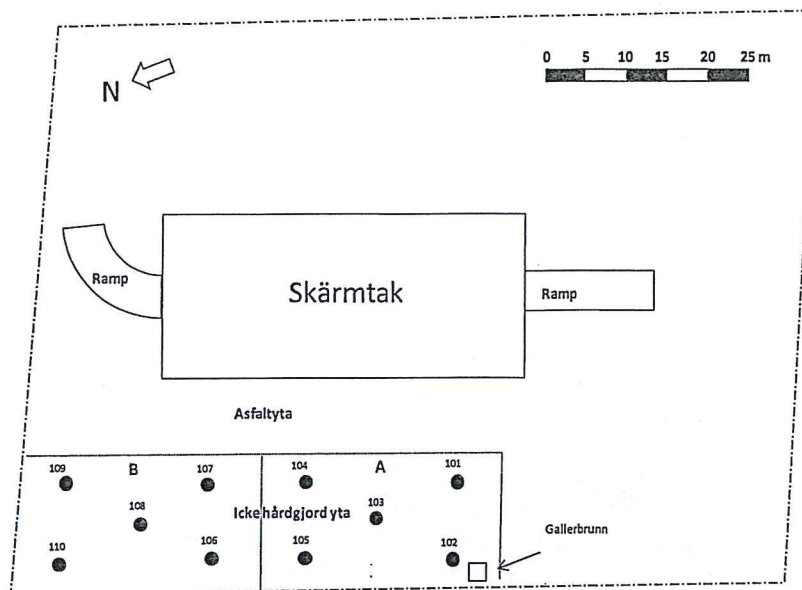 0 5 10 15 20 25 m
N
Ramp
Skärmtak
Ramp
Asfaltyta
109 B 107 104 A 101
108 Icke hårdgjord yta 103
110 106 105 102
Gallerbrunn